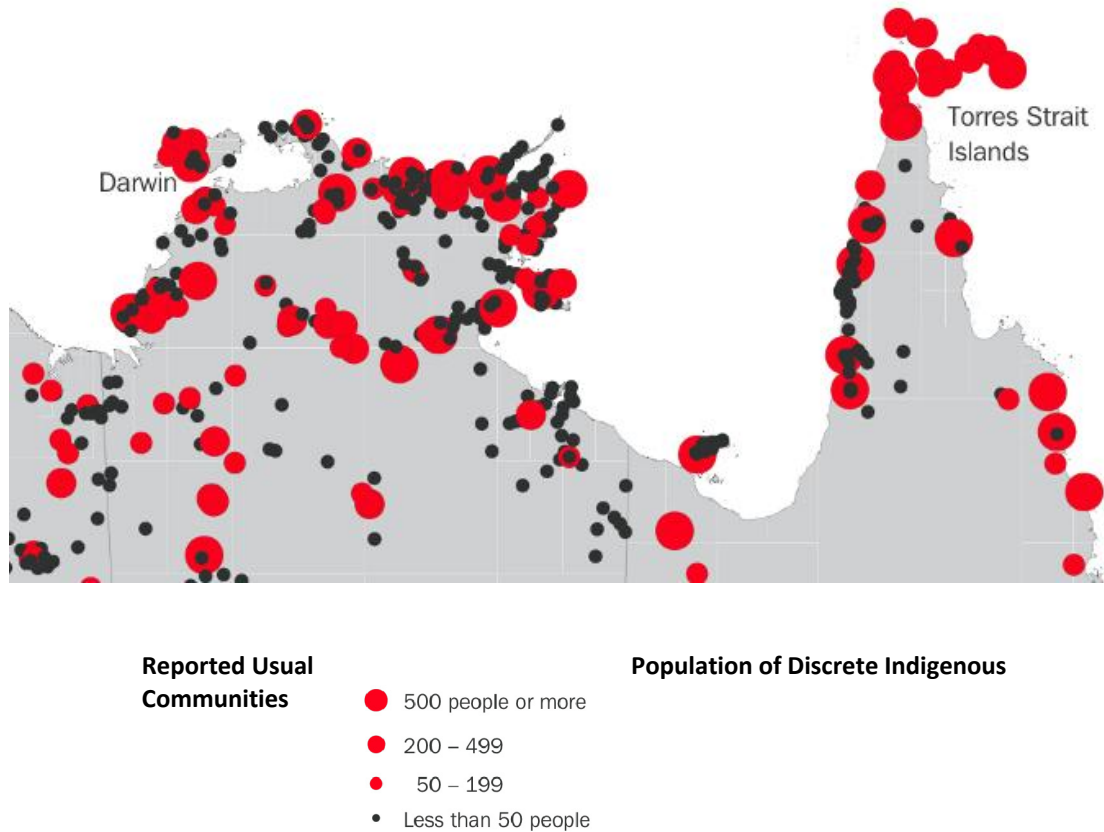 Darwin
Torres Strait
Islands
Reported Usual Population of Discrete Indigenous
Communities
500 people or more
200 – 499
50 – 199
Less than 50 people